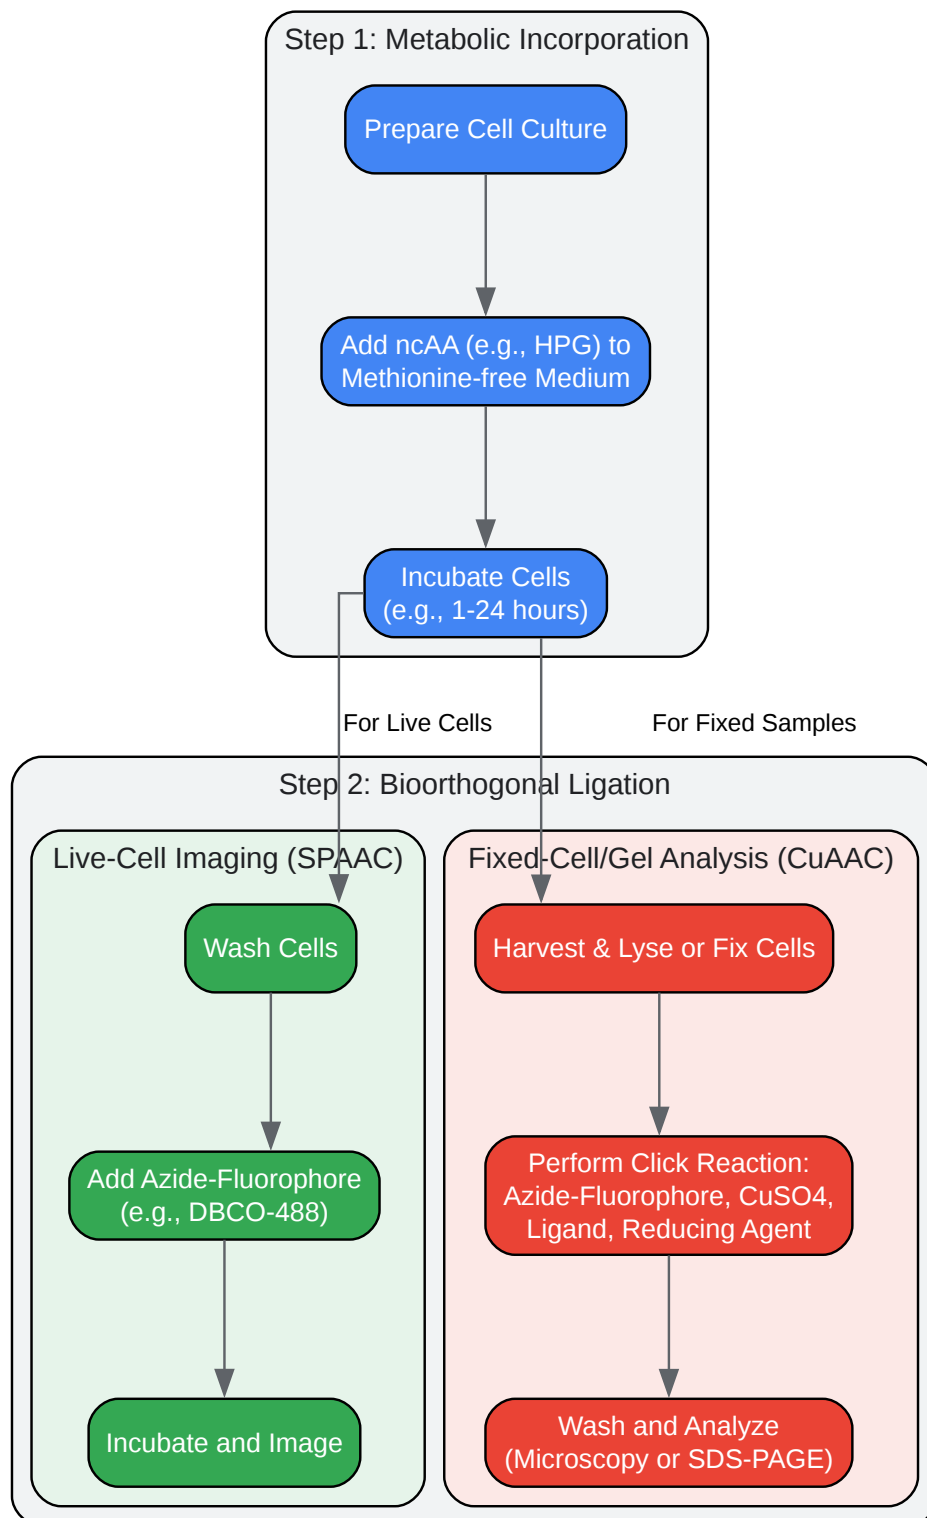 Step 1: Metabolic Incorporation
Prepare Cell Culture
Add ncAA (e.g., HPG) to
Methionine-free Medium
Incubate Cells
(e.g., 1-24 hours)
For Live Cells
For Fixed Samples
Step 2: Bioorthogonal Ligation
Live-Cell Imaging (SPAAC)
Wash Cells
Add Azide-Fluorophore
(e.g., DBCO-488)
Incubate and Image
Fixed-Cell/Gel Analysis (CuAAC)
Harvest & Lyse or Fix Cells
Perform Click Reaction:
Azide-Fluorophore, CuSO4,
Ligand, Reducing Agent
Wash and Analyze
(Microscopy or SDS-PAGE)